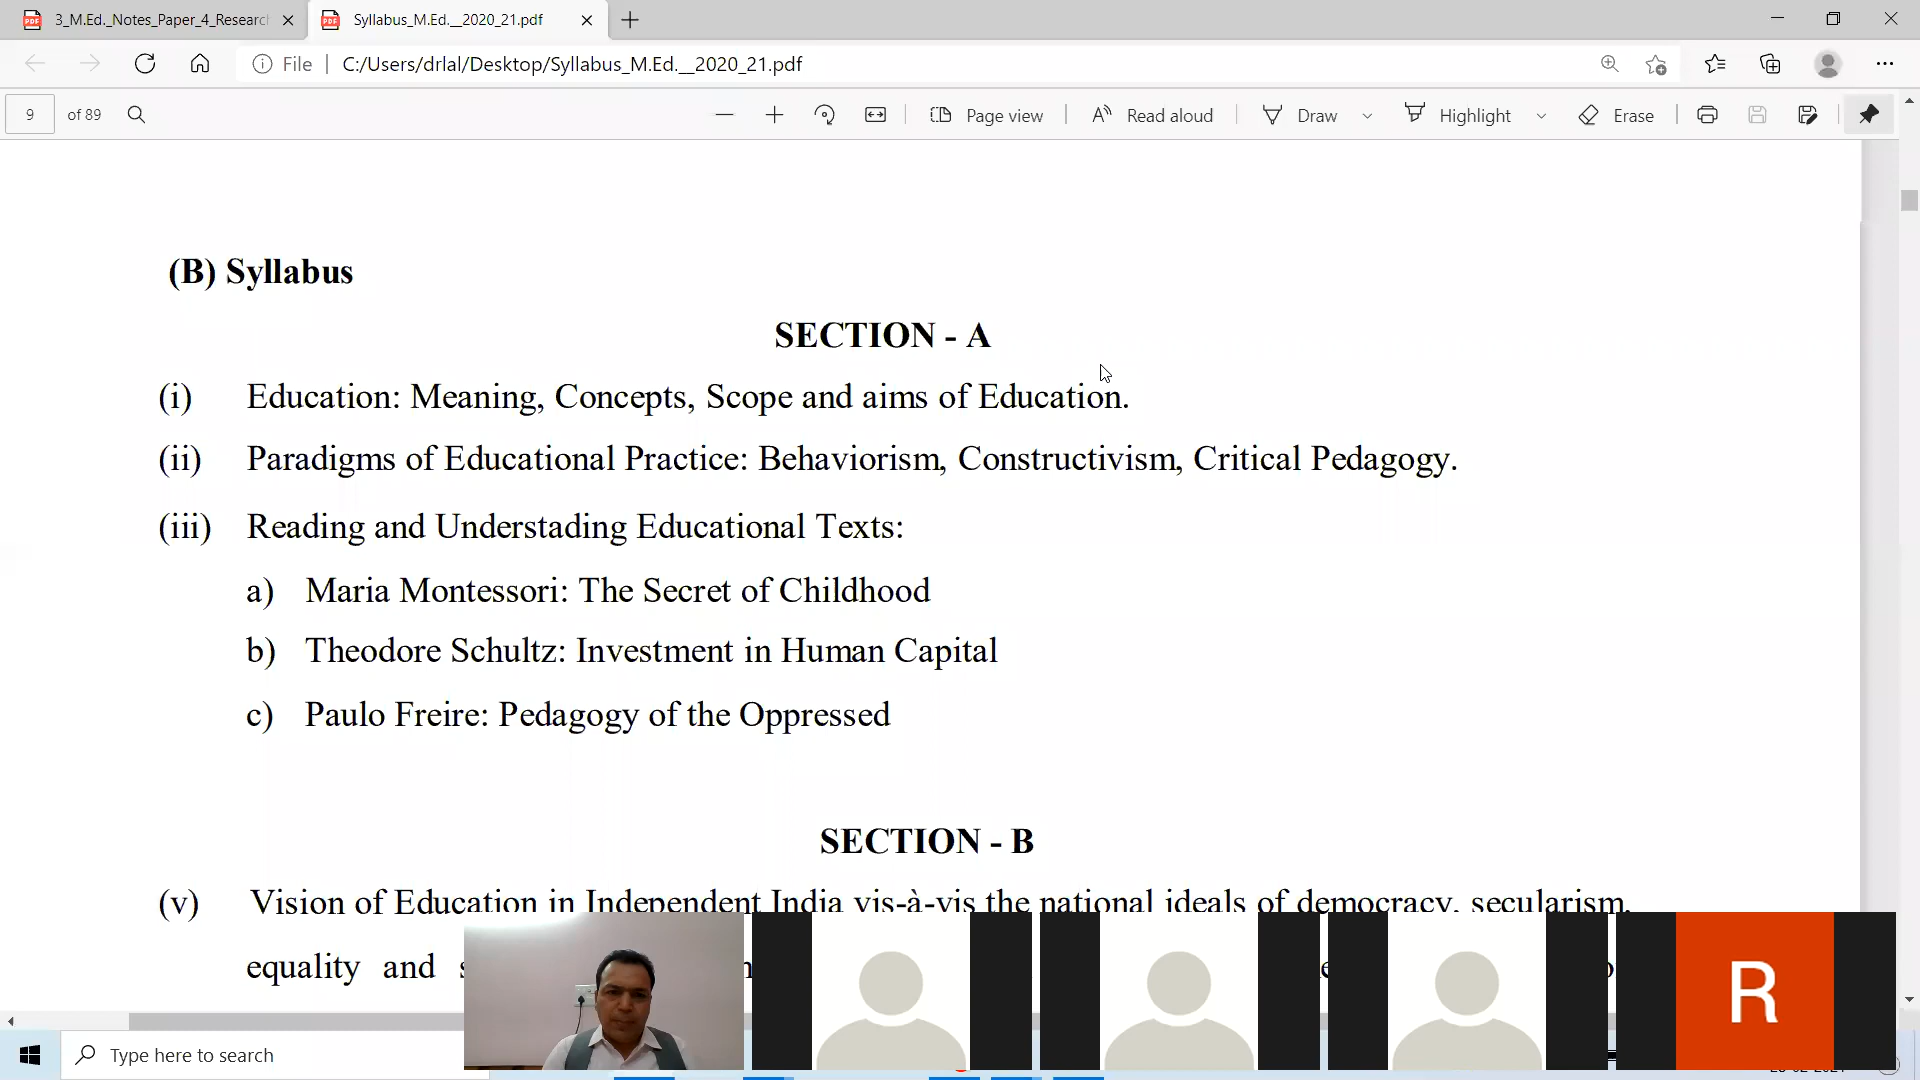 3_M.Ed._Notes_Paper_4_Research
Syllabus_M.Ed.__2020_21.pdf
File
C:/Users/drlal/Desktop/Syllabus_M.Ed.__2020_21.pdf
9 of 89
Page view
Read aloud
Draw
Highlight
Erase
(B) Syllabus
SECTION - A
(i) Education: Meaning, Concepts, Scope and aims of Education.
(ii) Paradigms of Educational Practice: Behaviorism, Constructivism, Critical Pedagogy.
(iii) Reading and Understading Educational Texts:
a) Maria Montessori: The Secret of Childhood
b) Theodore Schultz: Investment in Human Capital
c) Paulo Freire: Pedagogy of the Oppressed
SECTION - B
(v) Vision of Education in Independent India vis-à-vis the national ideals of democracy, secularism,
equality and
R
Type here to search